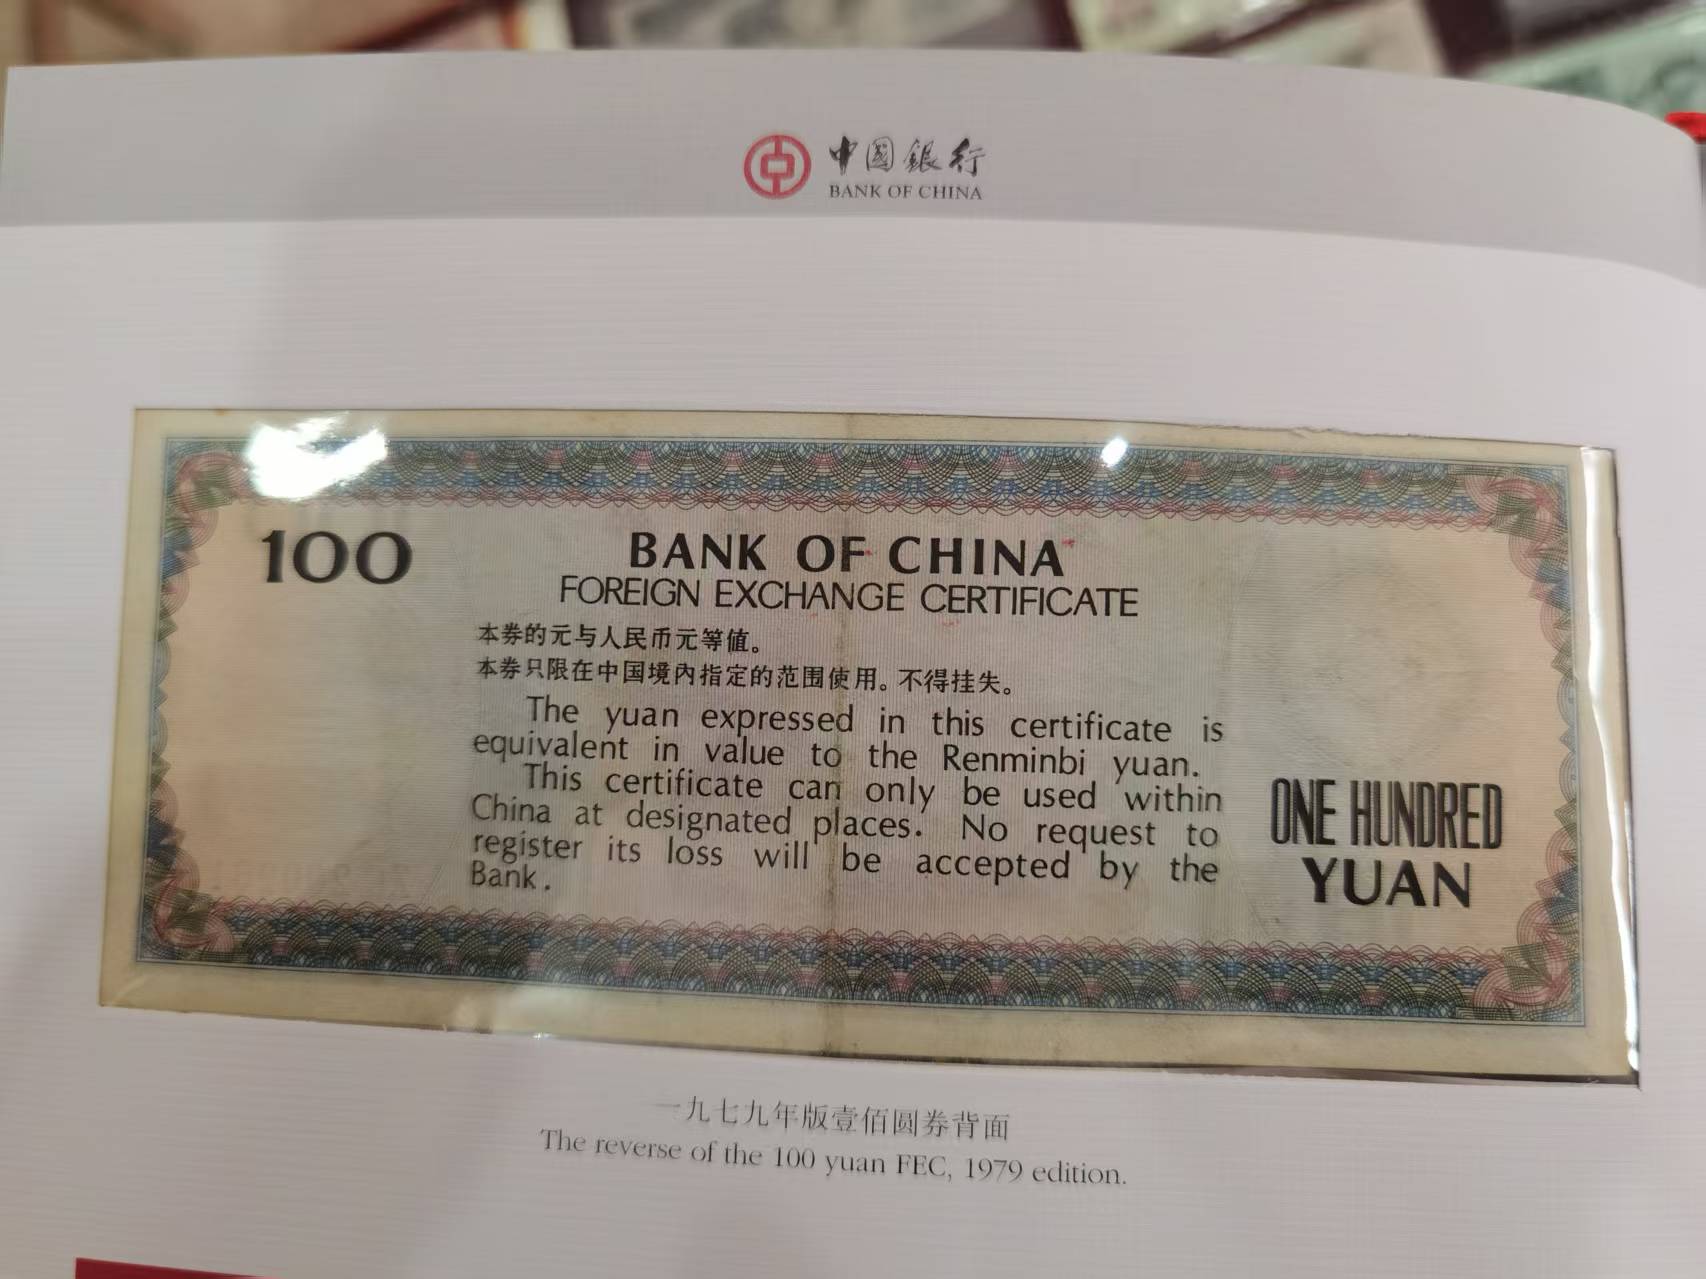 中國銀行
BANK OF CHINA
100
BANK OF CHINA
FOREIGN EXCHANGE CERTIFICATE
本券的元与人民币元等值。
本券只限在中国境内指定的范围使用。不得挂失。
The yuan expressed in this certificate is
equivalent in value to the Renminbi yuan.
This certificate can only be used within
China at designated places. No request to
register its loss will be accepted by the
Bank.
ONE HUNDRED
YUAN
一九七九年版壹佰圆券背面
The reverse of the 100 yuan FEC, 1979 edition.